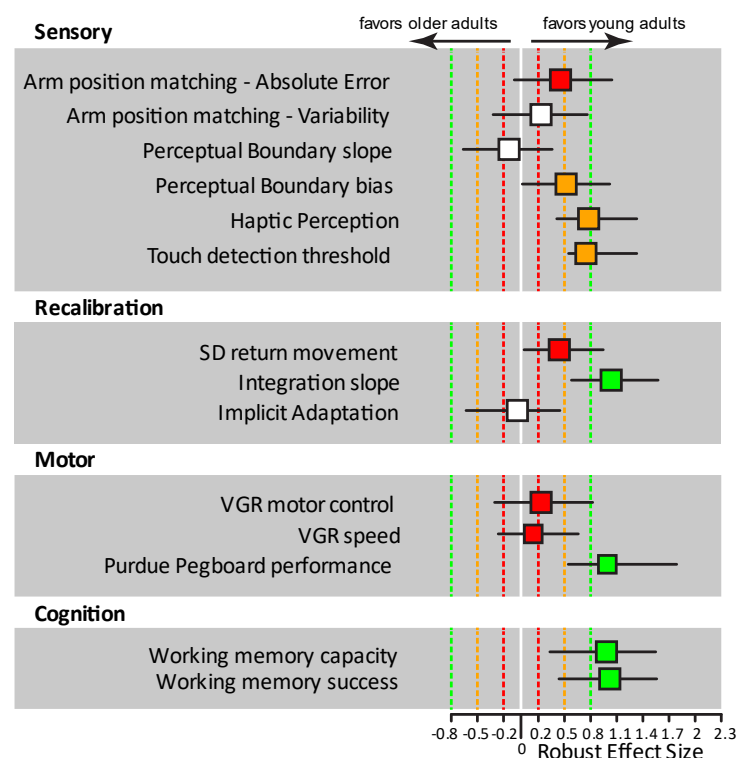 favors older adults favors young adults
Sensory
Arm position matching - Absolute Error
Arm position matching - Variability
Perceptual Boundary slope
Perceptual Boundary bias
Haptic Perception
Touch detection threshold
Recalibration
SD return movement
Integration slope
Implicit Adaptation
Motor
VGR motor control
VGR speed
Purdue Pegboard performance
Cognition
Working memory capacity
Working memory success
-0.8 -0.5 -0.2 0 0.2 0.5 0.8 1.1 1.4 1.7 2 2.3
Robust Effect Size